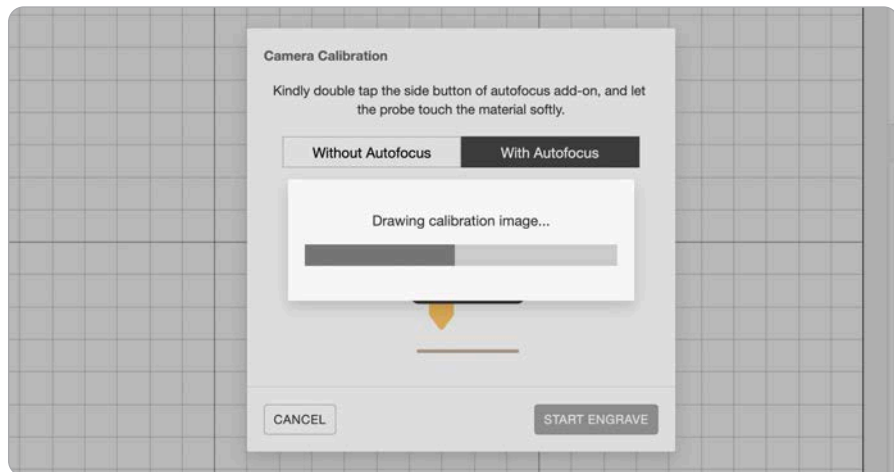 Camera Calibration
Kindly double tap the side button of autofocus add-on, and let
the probe touch the material softly.
Without Autofocus
With Autofocus
Drawing calibration image...
CANCEL
START ENGRAVE